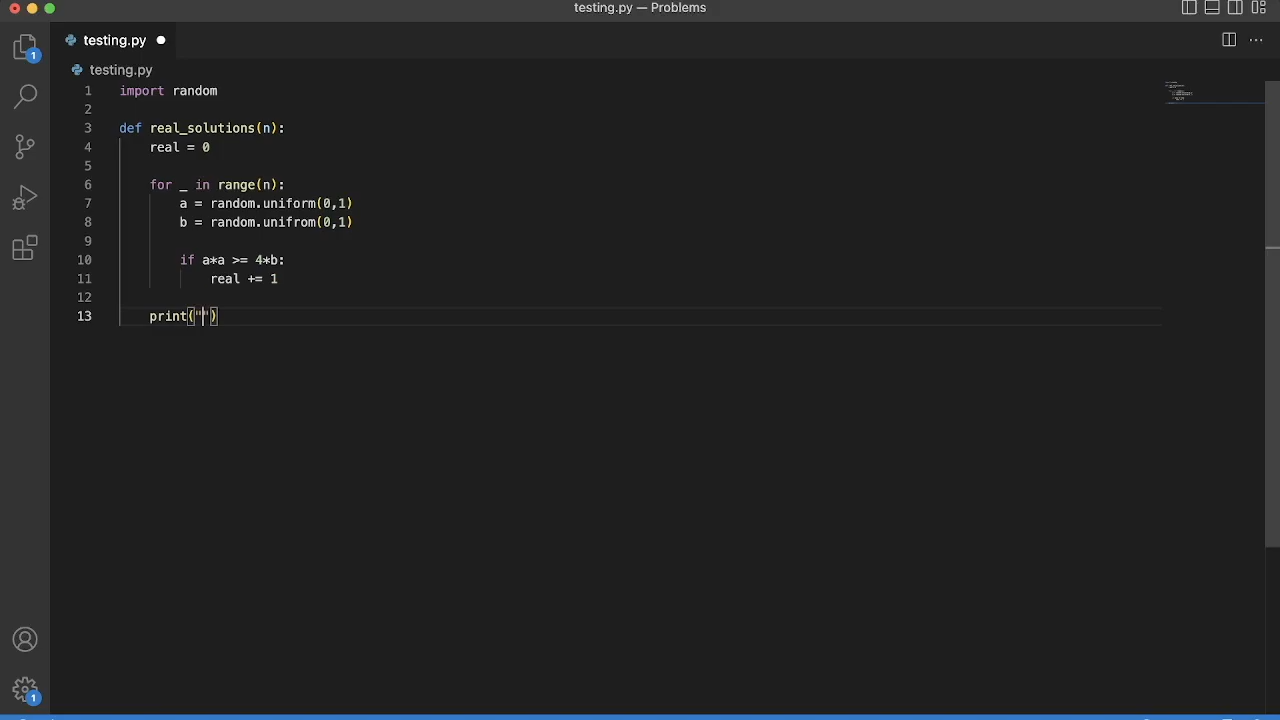 testing.py — Problems
testing.py
testing.py
1 import random
2
3 def real_solutions(n):
4     real = 0
5
6     for _ in range(n):
7         a = random.uniform(0,1)
8         b = random.unifrom(0,1)
9
10         if a*a >= 4*b:
11             real += 1
12
13     print("")
1
1